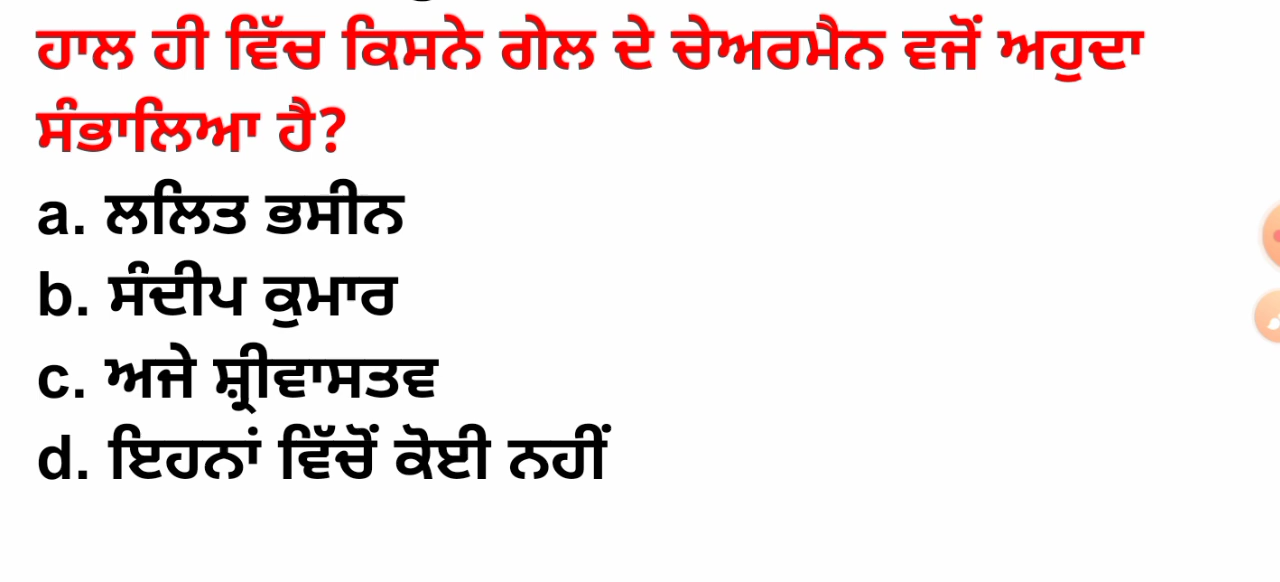 ਹਾਲ ਹੀ ਵਿੱਚ ਕਿਸਨੇ ਗੇਲ ਦੇ ਚੇਅਰਮੈਨ ਵਜੋਂ ਅਹੁਦਾ
ਸੰਭਾਲਿਆ ਹੈ?
a. ਲਲਿਤ ਭਸੀਨ
b. ਸੰਦੀਪ ਕੁਮਾਰ
c. ਅਜੇ ਸ਼੍ਰੀਵਾਸਤਵ
d. ਇਹਨਾਂ ਵਿੱਚੋਂ ਕੋਈ ਨਹੀਂ